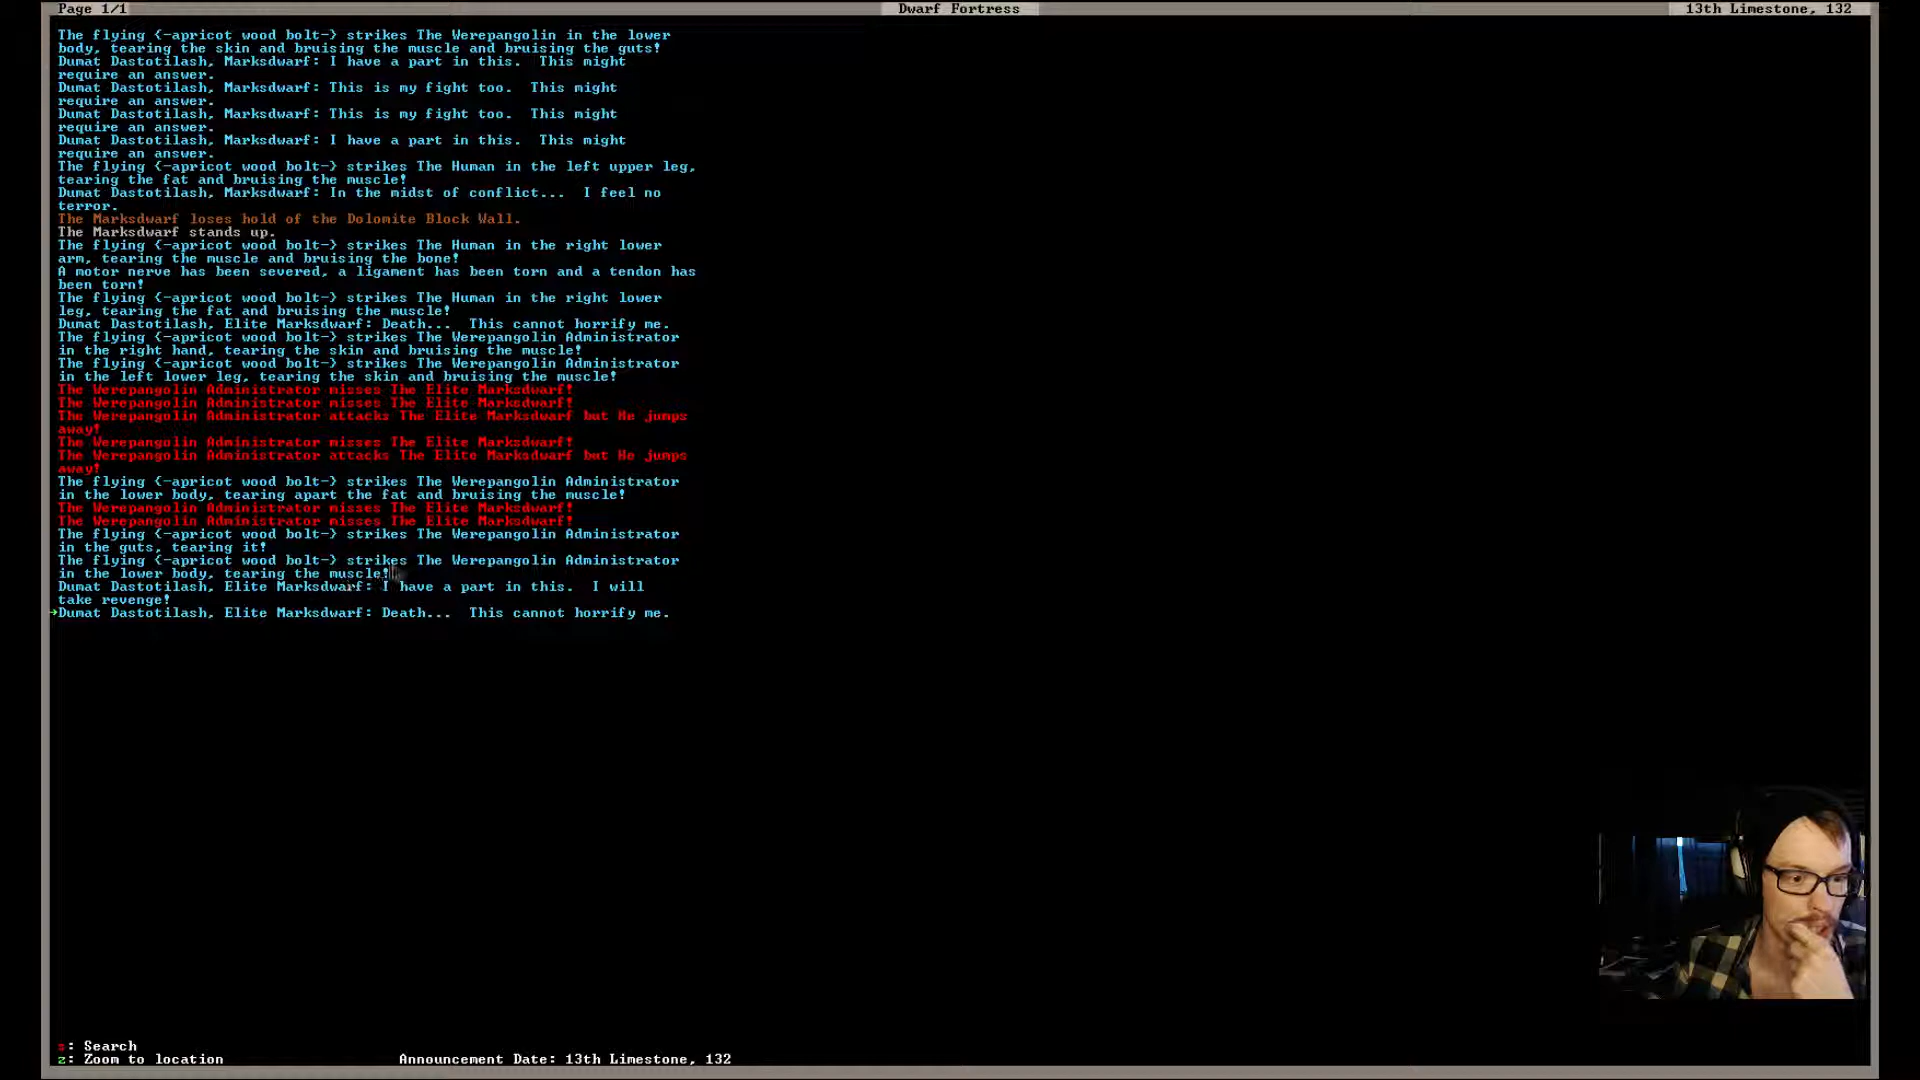 Page 1/1
Dwarf Fortress
13th Limestone, 132
The flying {-apricot wood bolt-} strikes The Werepangolin in the lower
body, tearing the skin and bruising the muscle and bruising the guts!
Dumat Dastotilash, Marksdwarf: I have a part in this.  This might
require an answer.
Dumat Dastotilash, Marksdwarf: This is my fight too.  This might
require an answer.
Dumat Dastotilash, Marksdwarf: This is my fight too.  This might
require an answer.
Dumat Dastotilash, Marksdwarf: I have a part in this.  This might
require an answer.
The flying {-apricot wood bolt-} strikes The Human in the left upper leg,
tearing the fat and bruising the muscle!
Dumat Dastotilash, Marksdwarf: In the midst of conflict...  I feel no
terror.
The Marksdwarf loses hold of the Dolomite Block Wall.
The Marksdwarf stands up.
The flying {-apricot wood bolt-} strikes The Human in the right lower
arm, tearing the muscle and bruising the bone!
A motor nerve has been severed, a ligament has been torn and a tendon has
been torn!
The flying {-apricot wood bolt-} strikes The Human in the right lower
leg, tearing the fat and bruising the muscle!
Dumat Dastotilash, Elite Marksdwarf: Death...  This cannot horrify me.
The flying {-apricot wood bolt-} strikes The Werepangolin Administrator
in the right hand, tearing the skin and bruising the muscle!
The flying {-apricot wood bolt-} strikes The Werepangolin Administrator
in the left lower leg, tearing the skin and bruising the muscle!
The Werepangolin Administrator misses The Elite Marksdwarf!
The Werepangolin Administrator misses The Elite Marksdwarf!
The Werepangolin Administrator attacks The Elite Marksdwarf but He jumps
away!
The Werepangolin Administrator misses The Elite Marksdwarf!
The Werepangolin Administrator attacks The Elite Marksdwarf but He jumps
away!
The flying {-apricot wood bolt-} strikes The Werepangolin Administrator
in the lower body, tearing apart the fat and bruising the muscle!
The Werepangolin Administrator misses The Elite Marksdwarf!
The Werepangolin Administrator misses The Elite Marksdwarf!
The flying {-apricot wood bolt-} strikes The Werepangolin Administrator
in the guts, tearing it!
The flying {-apricot wood bolt-} strikes The Werepangolin Administrator
in the lower body, tearing the muscle!
Dumat Dastotilash, Elite Marksdwarf: I have a part in this.  I will
take revenge!
→Dumat Dastotilash, Elite Marksdwarf: Death...  This cannot horrify me.
s: Search
z: Zoom to location
Announcement Date: 13th Limestone, 132